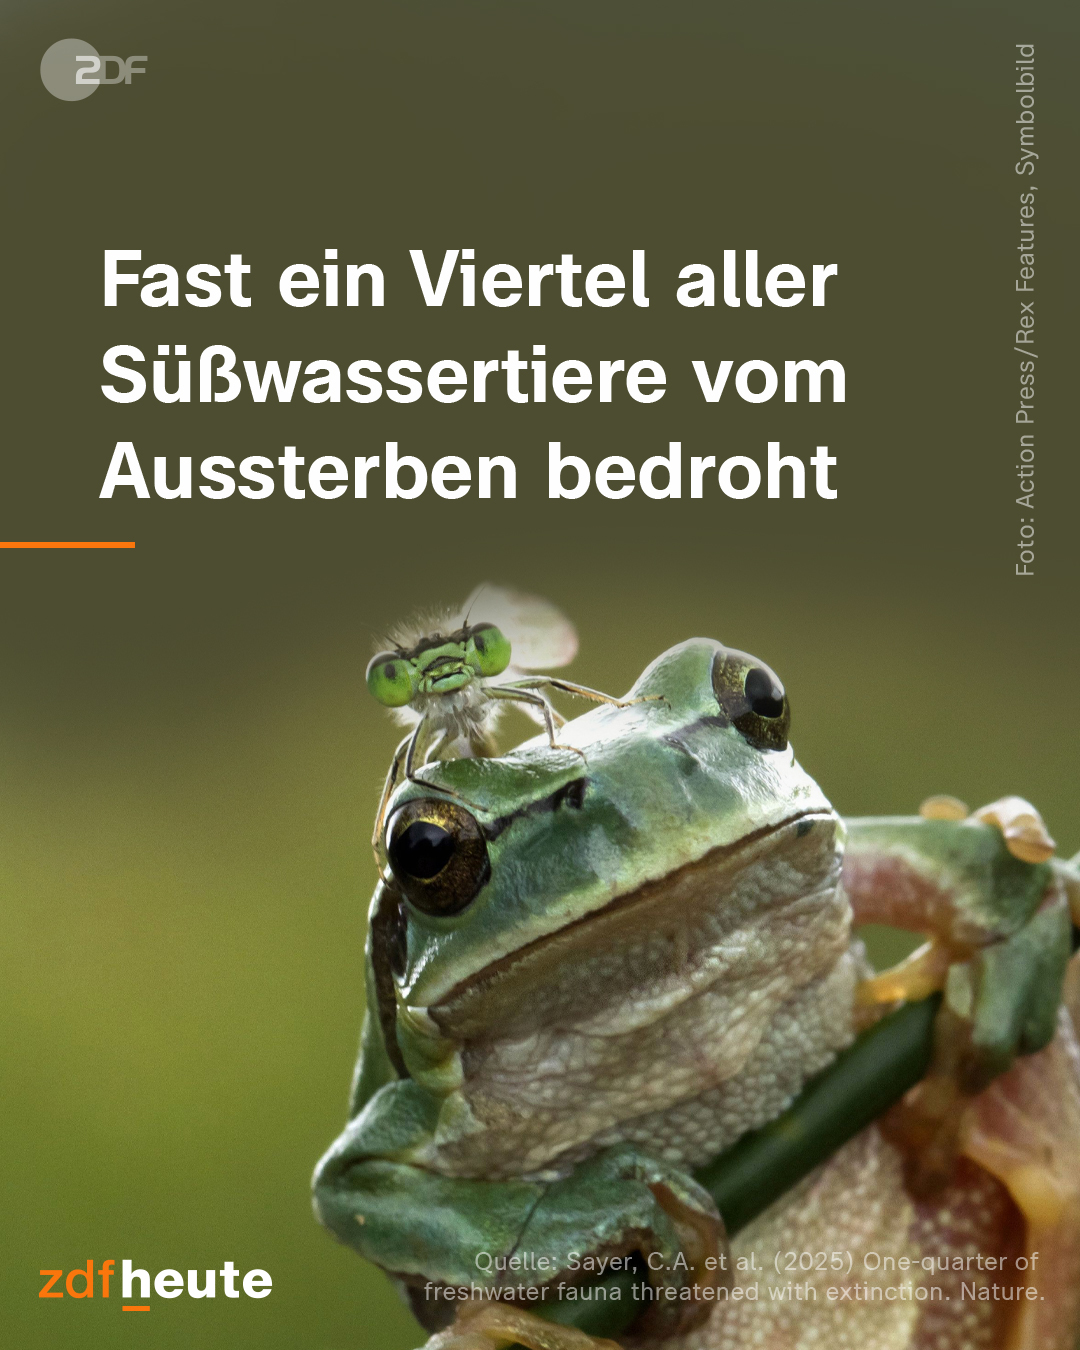 ZDF
Foto: Action Press/Rex Features, Symbolbild
Fast ein Viertel aller
Süßwassertiere vom
Aussterben bedroht
zdfheute
Quelle: Sayer, C.A. et al. (2025) One-quarter of
freshwater fauna threatened with extinction. Nature.